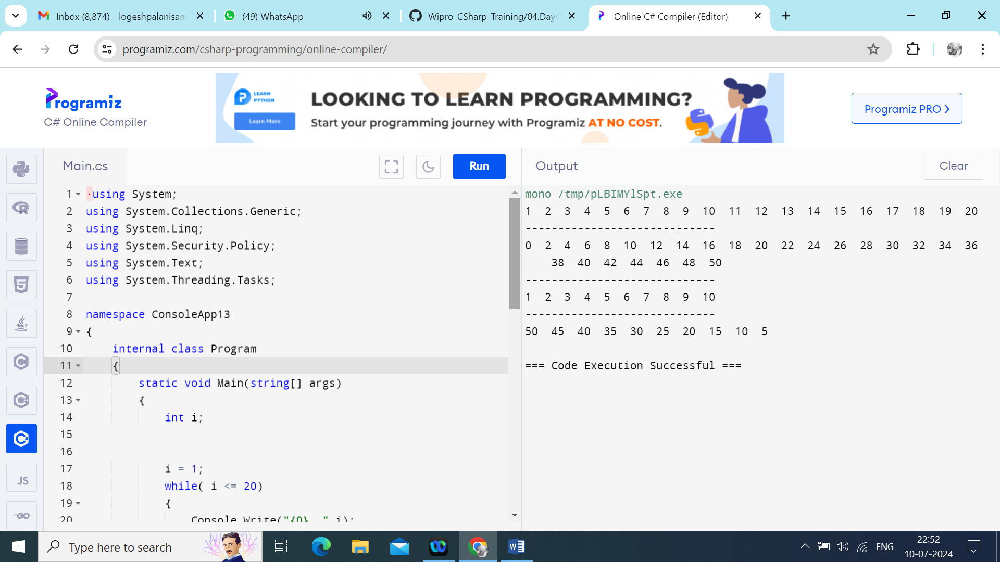 Inbox (8,874) - logeshpalanisam
(49) WhatsApp
Wipro_CSharp_Training/04.Day4
Online C# Compiler (Editor)
programiz.com/csharp-programming/online-compiler/
Programiz
C# Online Compiler
LEARN
PYTHON
Learn More
LOOKING TO LEARN PROGRAMMING?
Start your programming journey with Programiz AT NO COST.
Programiz PRO ❯
Main.cs
Run
Output
Clear
1 using System;
2 using System.Collections.Generic;
3 using System.Linq;
4 using System.Security.Policy;
5 using System.Text;
6 using System.Threading.Tasks;
7
8 namespace ConsoleApp13
9 {
10 internal class Program
11 {
12 static void Main(string[] args)
13 {
14 int i;
15
16
17 i = 1;
18 while( i <= 20)
19 {
20 Console.Write("{0}  ",i);
mono /tmp/pLBIMYlSpt.exe
1  2  3  4  5  6  7  8  9  10  11  12  13  14  15  16  17  18  19  20
-----------------------------
0  2  4  6  8  10  12  14  16  18  20  22  24  26  28  30  32  34  36
38  40  42  44  46  48  50
-----------------------------
1  2  3  4  5  6  7  8  9  10
-----------------------------
50  45  40  35  30  25  20  15  10  5
=== Code Execution Successful ===
JS
GO
Type here to search
ENG
22:52
10-07-2024